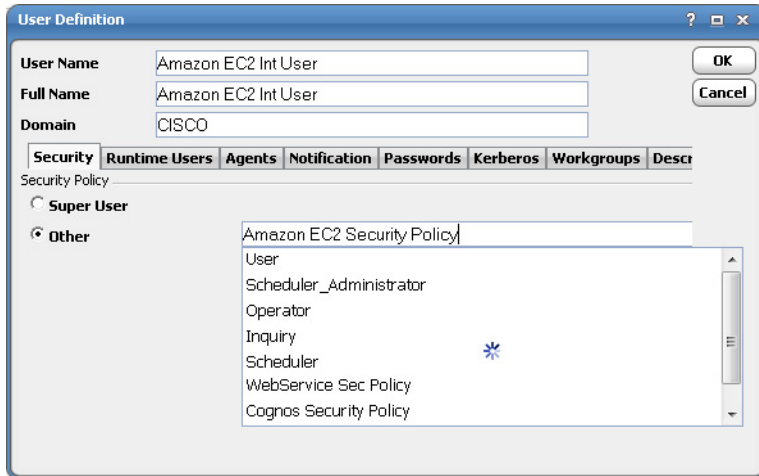 User Definition
User Name Amazon EC2 Int User OK
Full Name Amazon EC2 Int User Cancel
Domain CISCO
Security Runtime Users Agents Notification Passwords Kerberos Workgroups Descr
Security Policy
Super User
Other Amazon EC2 Security Policy
User
Scheduler_Administrator
Operator
Inquiry
Scheduler
WebService Sec Policy
Cognos Security Policy